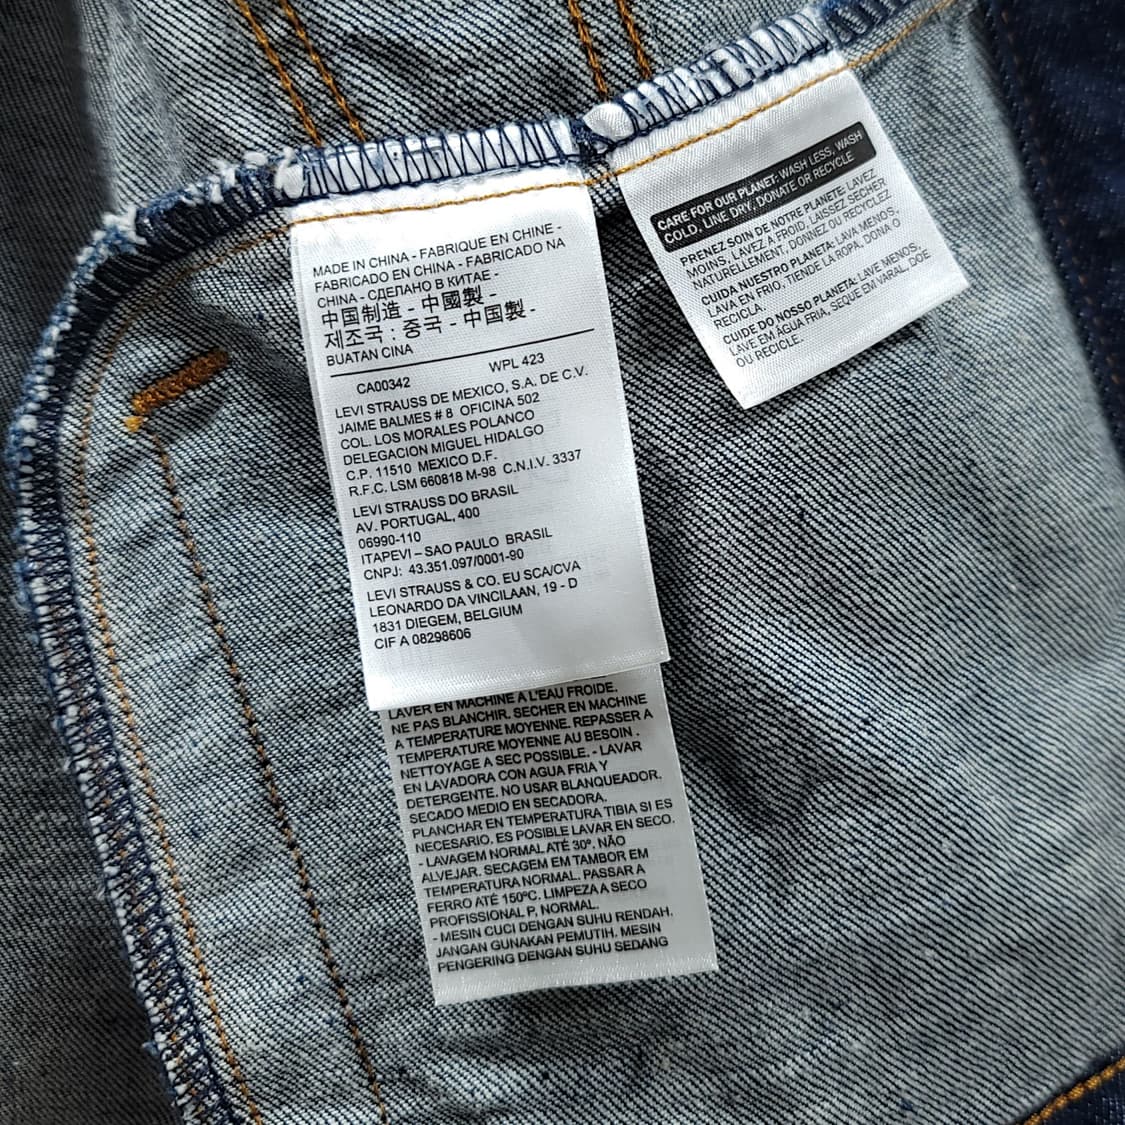 MADE IN CHINA - FABRIQUE EN CHINE -
FABRICADO EN CHINA - FABRICADO NA
CHINA - СДЕЛАНО В КИТАЕ -
中国制造 - 中國製 -
제조국 : 중국 - 中国製 -
BUATAN CINA
CA00342 WPL 423
LEVI STRAUSS DE MEXICO, S.A. DE C.V.
JAIME BALMES # 8 OFICINA 502
COL. LOS MORALES POLANCO
DELEGACION MIGUEL HIDALGO
C.P. 11510 MEXICO D.F.
R.F.C. LSM 660818 M-98 C.N.I.V. 3337
LEVI STRAUSS DO BRASIL
AV. PORTUGAL, 400
06990-110
ITAPEVI – SAO PAULO BRASIL
CNPJ: 43.351.097/0001-90
LEVI STRAUSS & CO. EU SCA/CVA
LEONARDO DA VINCILAAN, 19 - D
1831 DIEGEM, BELGIUM
CIF A 08298606
LAVER EN MACHINE A L'EAU FROIDE.
NE PAS BLANCHIR. SECHER EN MACHINE
A TEMPERATURE MOYENNE. REPASSER A
TEMPERATURE MOYENNE AU BESOIN .
NETTOYAGE A SEC POSSIBLE. - LAVAR
EN LAVADORA CON AGUA FRIA Y
DETERGENTE. NO USAR BLANQUEADOR.
SECADO MEDIO EN SECADORA.
PLANCHAR EN TEMPERATURA TIBIA SI ES
NECESARIO. ES POSIBLE LAVAR EN SECO.
- LAVAGEM NORMAL ATÉ 30º. NÃO
ALVEJAR. SECAGEM EM TAMBOR EM
TEMPERATURA NORMAL. PASSAR A
FERRO ATÉ 150ºC. LIMPEZA A SECO
PROFISSIONAL P, NORMAL.
- MESIN CUCI DENGAN SUHU RENDAH.
JANGAN GUNAKAN PEMUTIH. MESIN
PENGERING DENGAN SUHU SEDANG
CARE FOR OUR PLANET: WASH LESS, WASH
COLD, LINE DRY, DONATE OR RECYCLE
PRENEZ SOIN DE NOTRE PLANETE: LAVEZ
MOINS, LAVEZ A FROID, LAISSEZ SECHER
NATURELLEMENT, DONNEZ OU RECYCLEZ
CUIDA NUESTRO PLANETA: LAVA MENOS,
LAVA EN FRIO, TIENDE LA ROPA, DONA O
RECICLA.
CUIDE DO NOSSO PLANETA: LAVE MENOS,
LAVE EM ÁGUA FRIA, SEQUE EM VARAL, DOE
OU RECICLE.